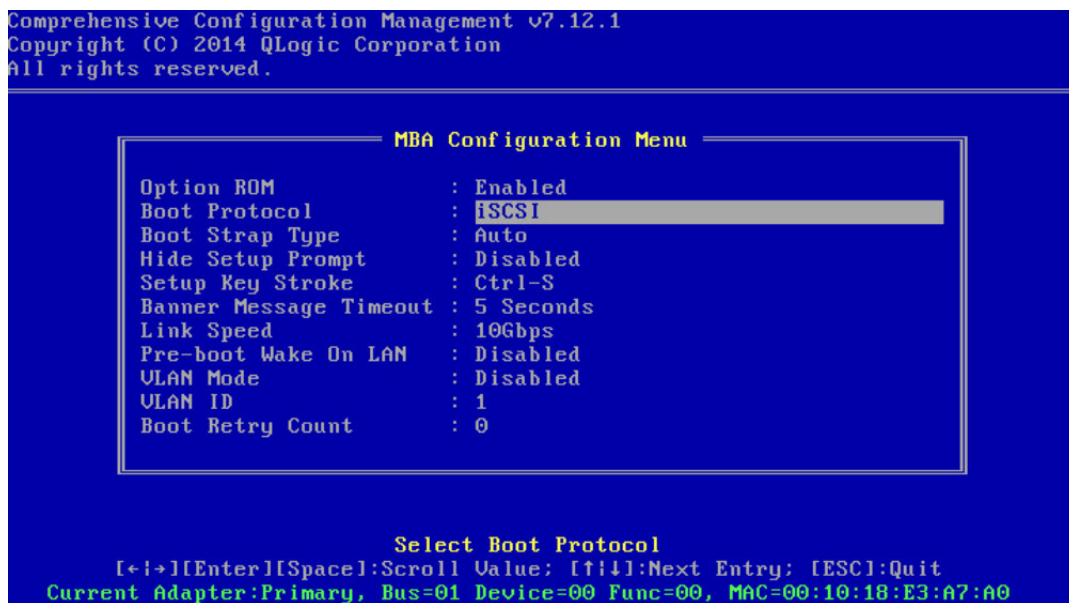 Comprehensive Configuration Management v7.12.1
Copyright (C) 2014 QLogic Corporation
All rights reserved.
MBA Configuration Menu
Option ROM : Enabled
Boot Protocol : iSCSI
Boot Strap Type : Auto
Hide Setup Prompt : Disabled
Setup Key Stroke : Ctrl-S
Banner Message Timeout : 5 Seconds
Link Speed : 10Gbps
Pre-boot Wake On LAN : Disabled
VLAN Mode : Disabled
VLAN ID : 1
Boot Retry Count : 0
Select Boot Protocol
[←¦→][Enter][Space]:Scroll Value; [↑¦↓]:Next Entry; [ESC]:Quit
Current Adapter:Primary, Bus=01 Device=00 Func=00, MAC=00:10:18:E3:A7:A0